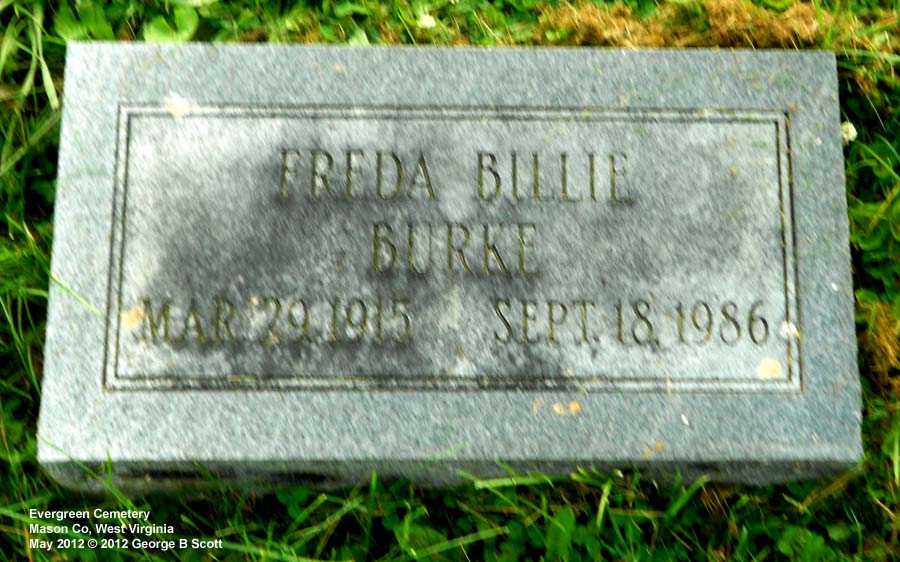 FREDA BILLIE
BURKE
MAR. 29, 1915 SEPT. 18, 1986
Evergreen Cemetery
Mason Co, West Virginia
May 2012 © 2012 George B Scott